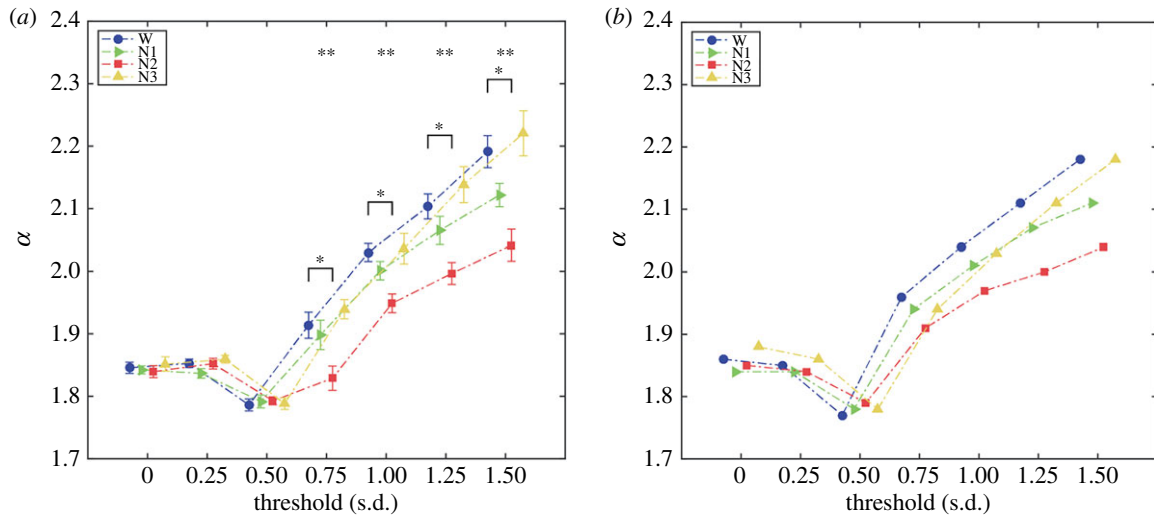 (a)
2.4
2.3
2.2
2.1
2.0
1.9
1.8
1.7
α
W
N1
N2
N3
** ** ** **
*
*
*
*
0 0.25 0.50 0.75 1.00 1.25 1.50
threshold (s.d.)
(b)
2.4
2.3
2.2
2.1
2.0
1.9
1.8
1.7
α
W
N1
N2
N3
0 0.25 0.50 0.75 1.00 1.25 1.50
threshold (s.d.)